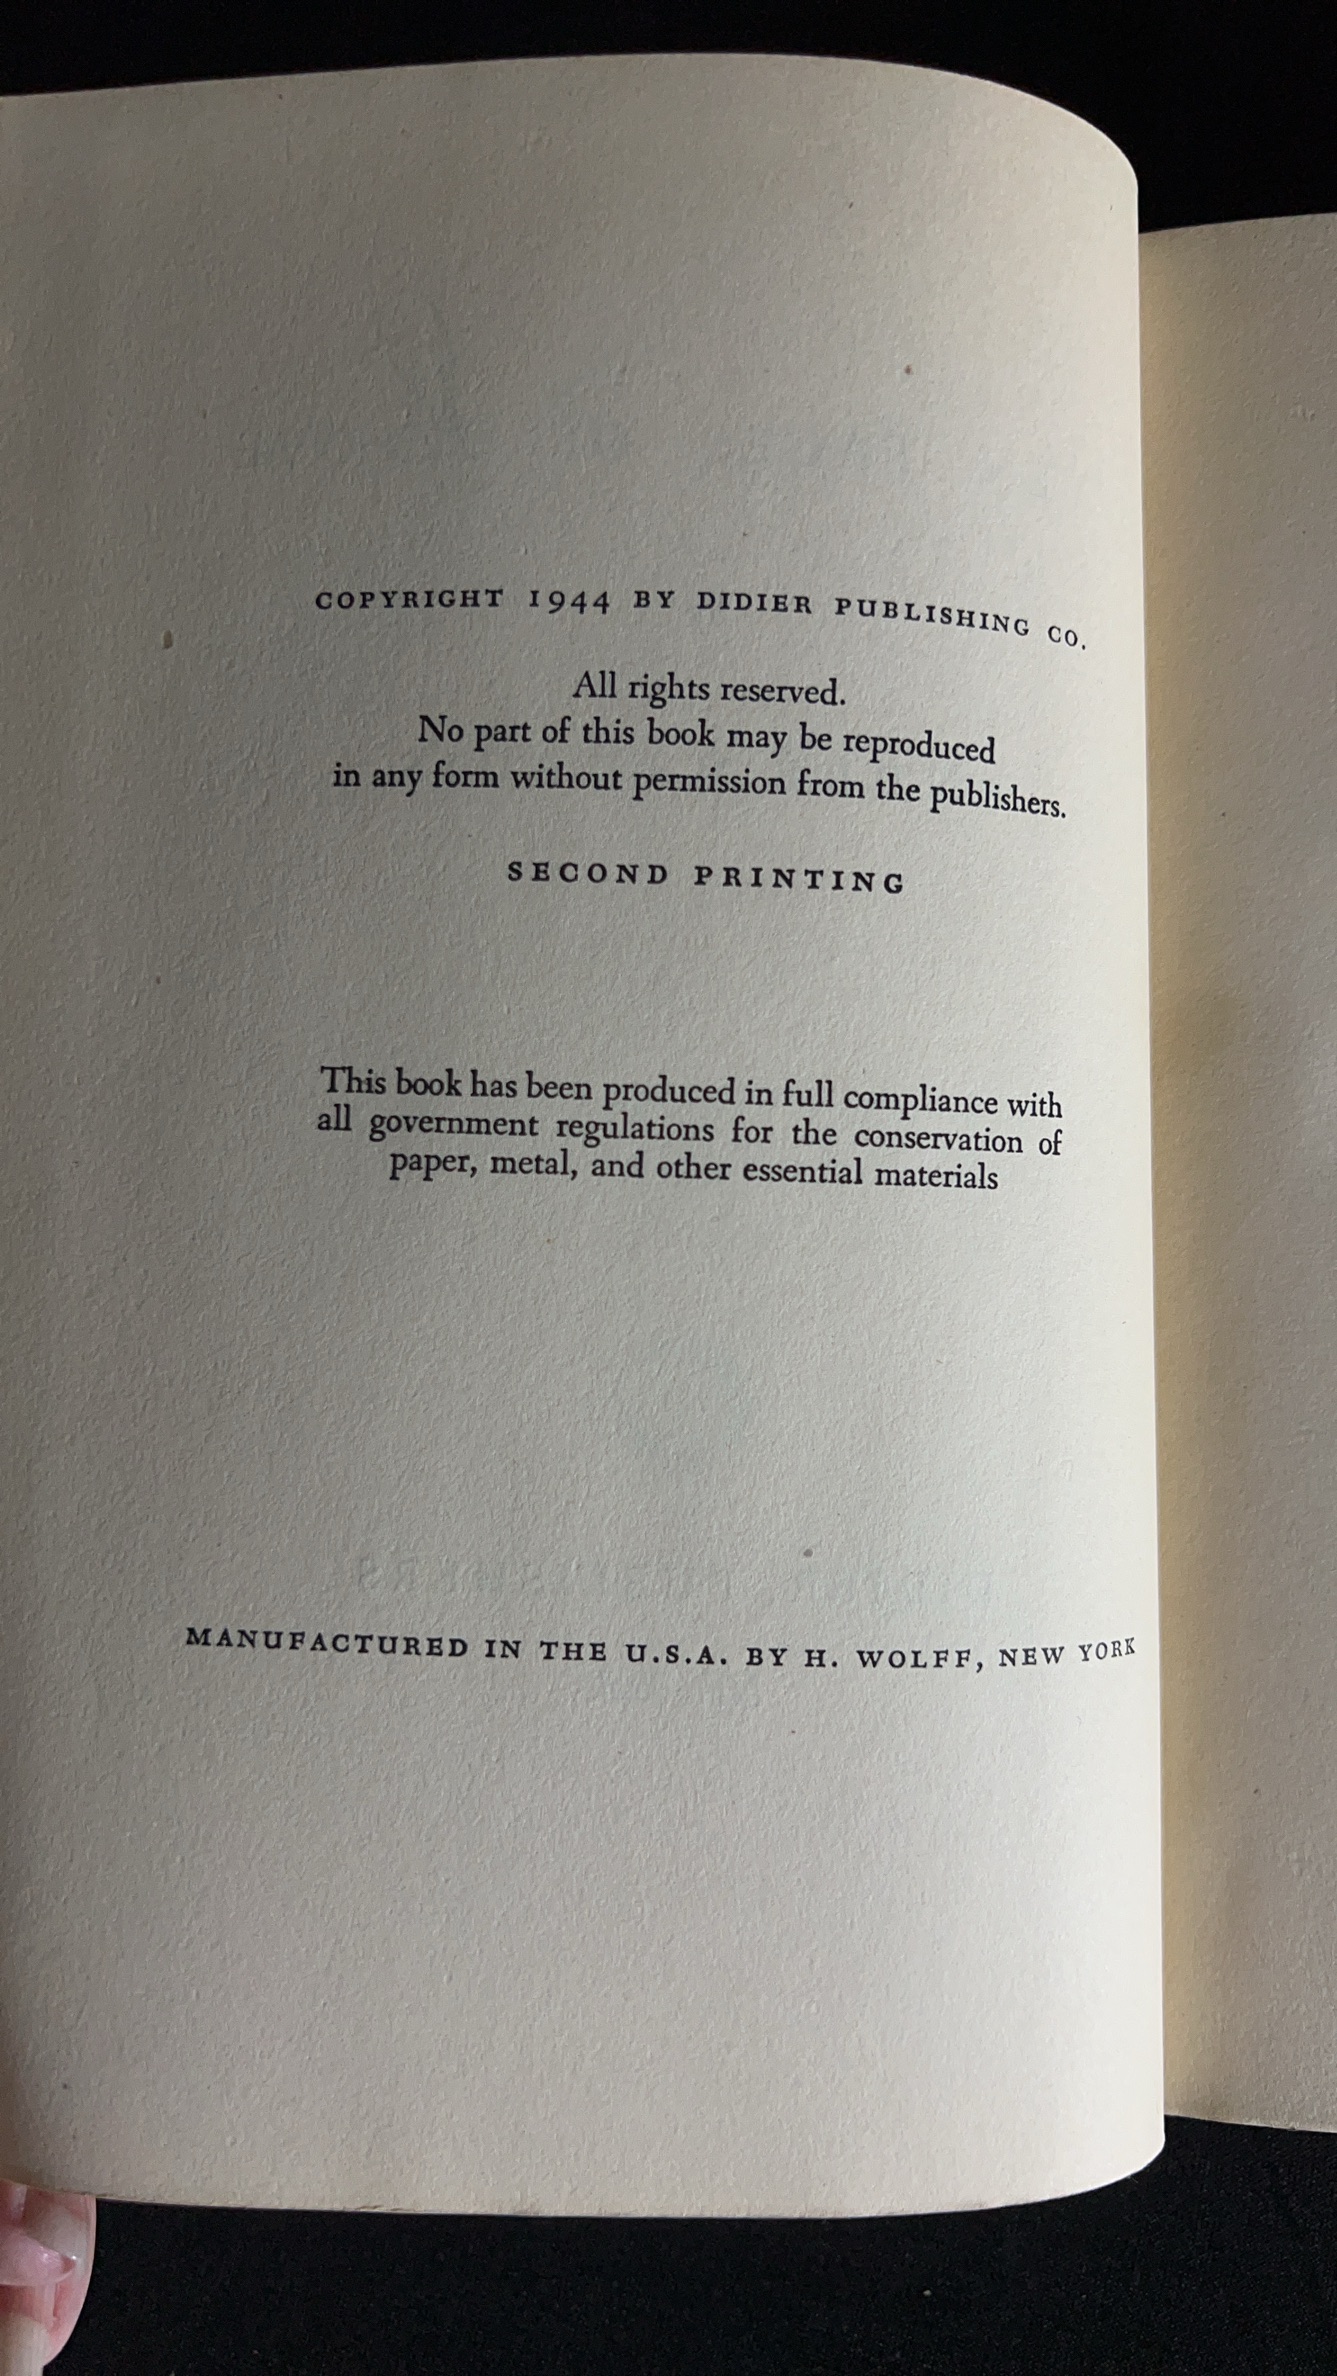 COPYRIGHT 1944 BY DIDIER PUBLISHING CO.
All rights reserved.
No part of this book may be reproduced
in any form without permission from the publishers.
SECOND PRINTING
This book has been produced in full compliance with
all government regulations for the conservation of
paper, metal, and other essential materials
MANUFACTURED IN THE U.S.A. BY H. WOLFF, NEW YORK